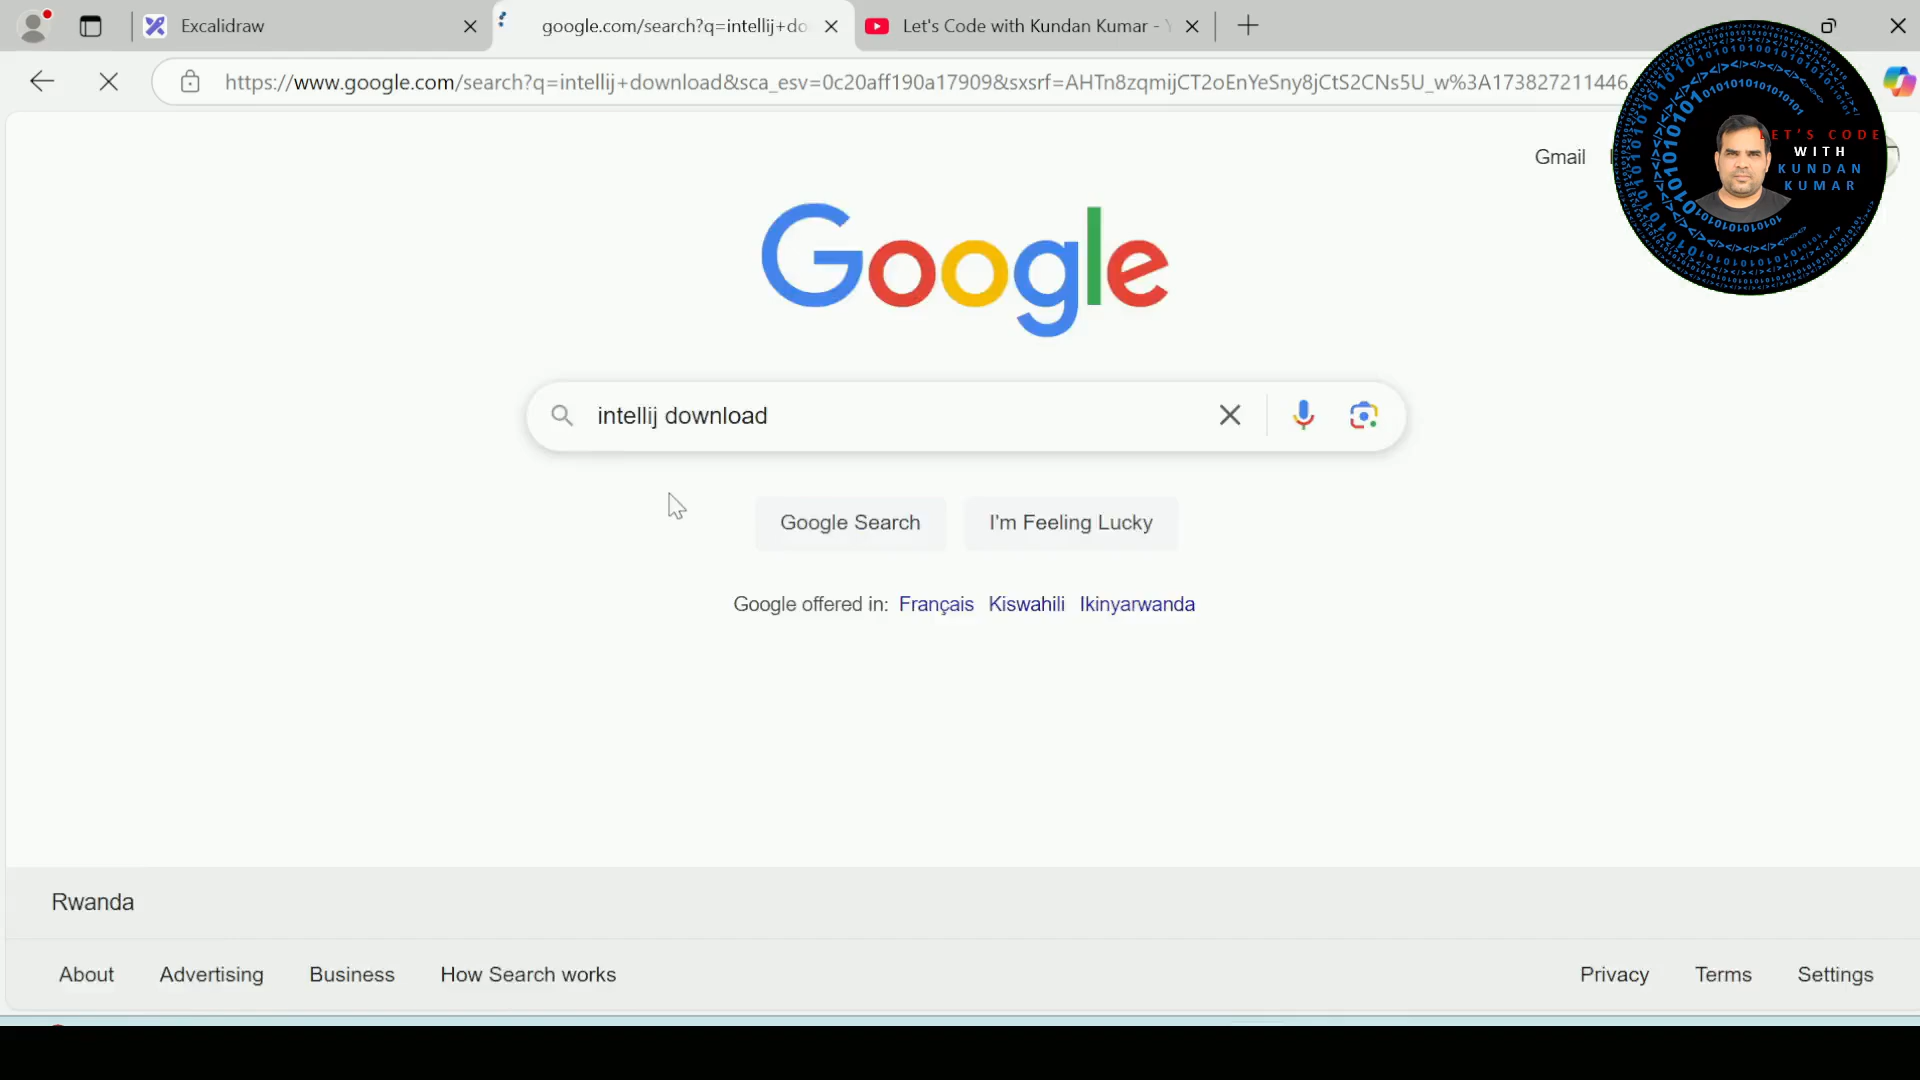 Excalidraw
google.com/search?q=intellij+do
Let's Code with Kundan Kumar -
https://www.google.com/search?q=intellij+download&sca_esv=0c20aff190a17909&sxsrf=AHTn8zqmijCT2oEnYeSny8jCtS2CNs5U_w%3A173827211446
Gmail
LET'S CODE
WITH
KUNDAN
KUMAR
Google
intellij download
Google Search
I'm Feeling Lucky
Google offered in: Français Kiswahili Ikinyarwanda
Rwanda
About Advertising Business How Search works
Privacy Terms Settings